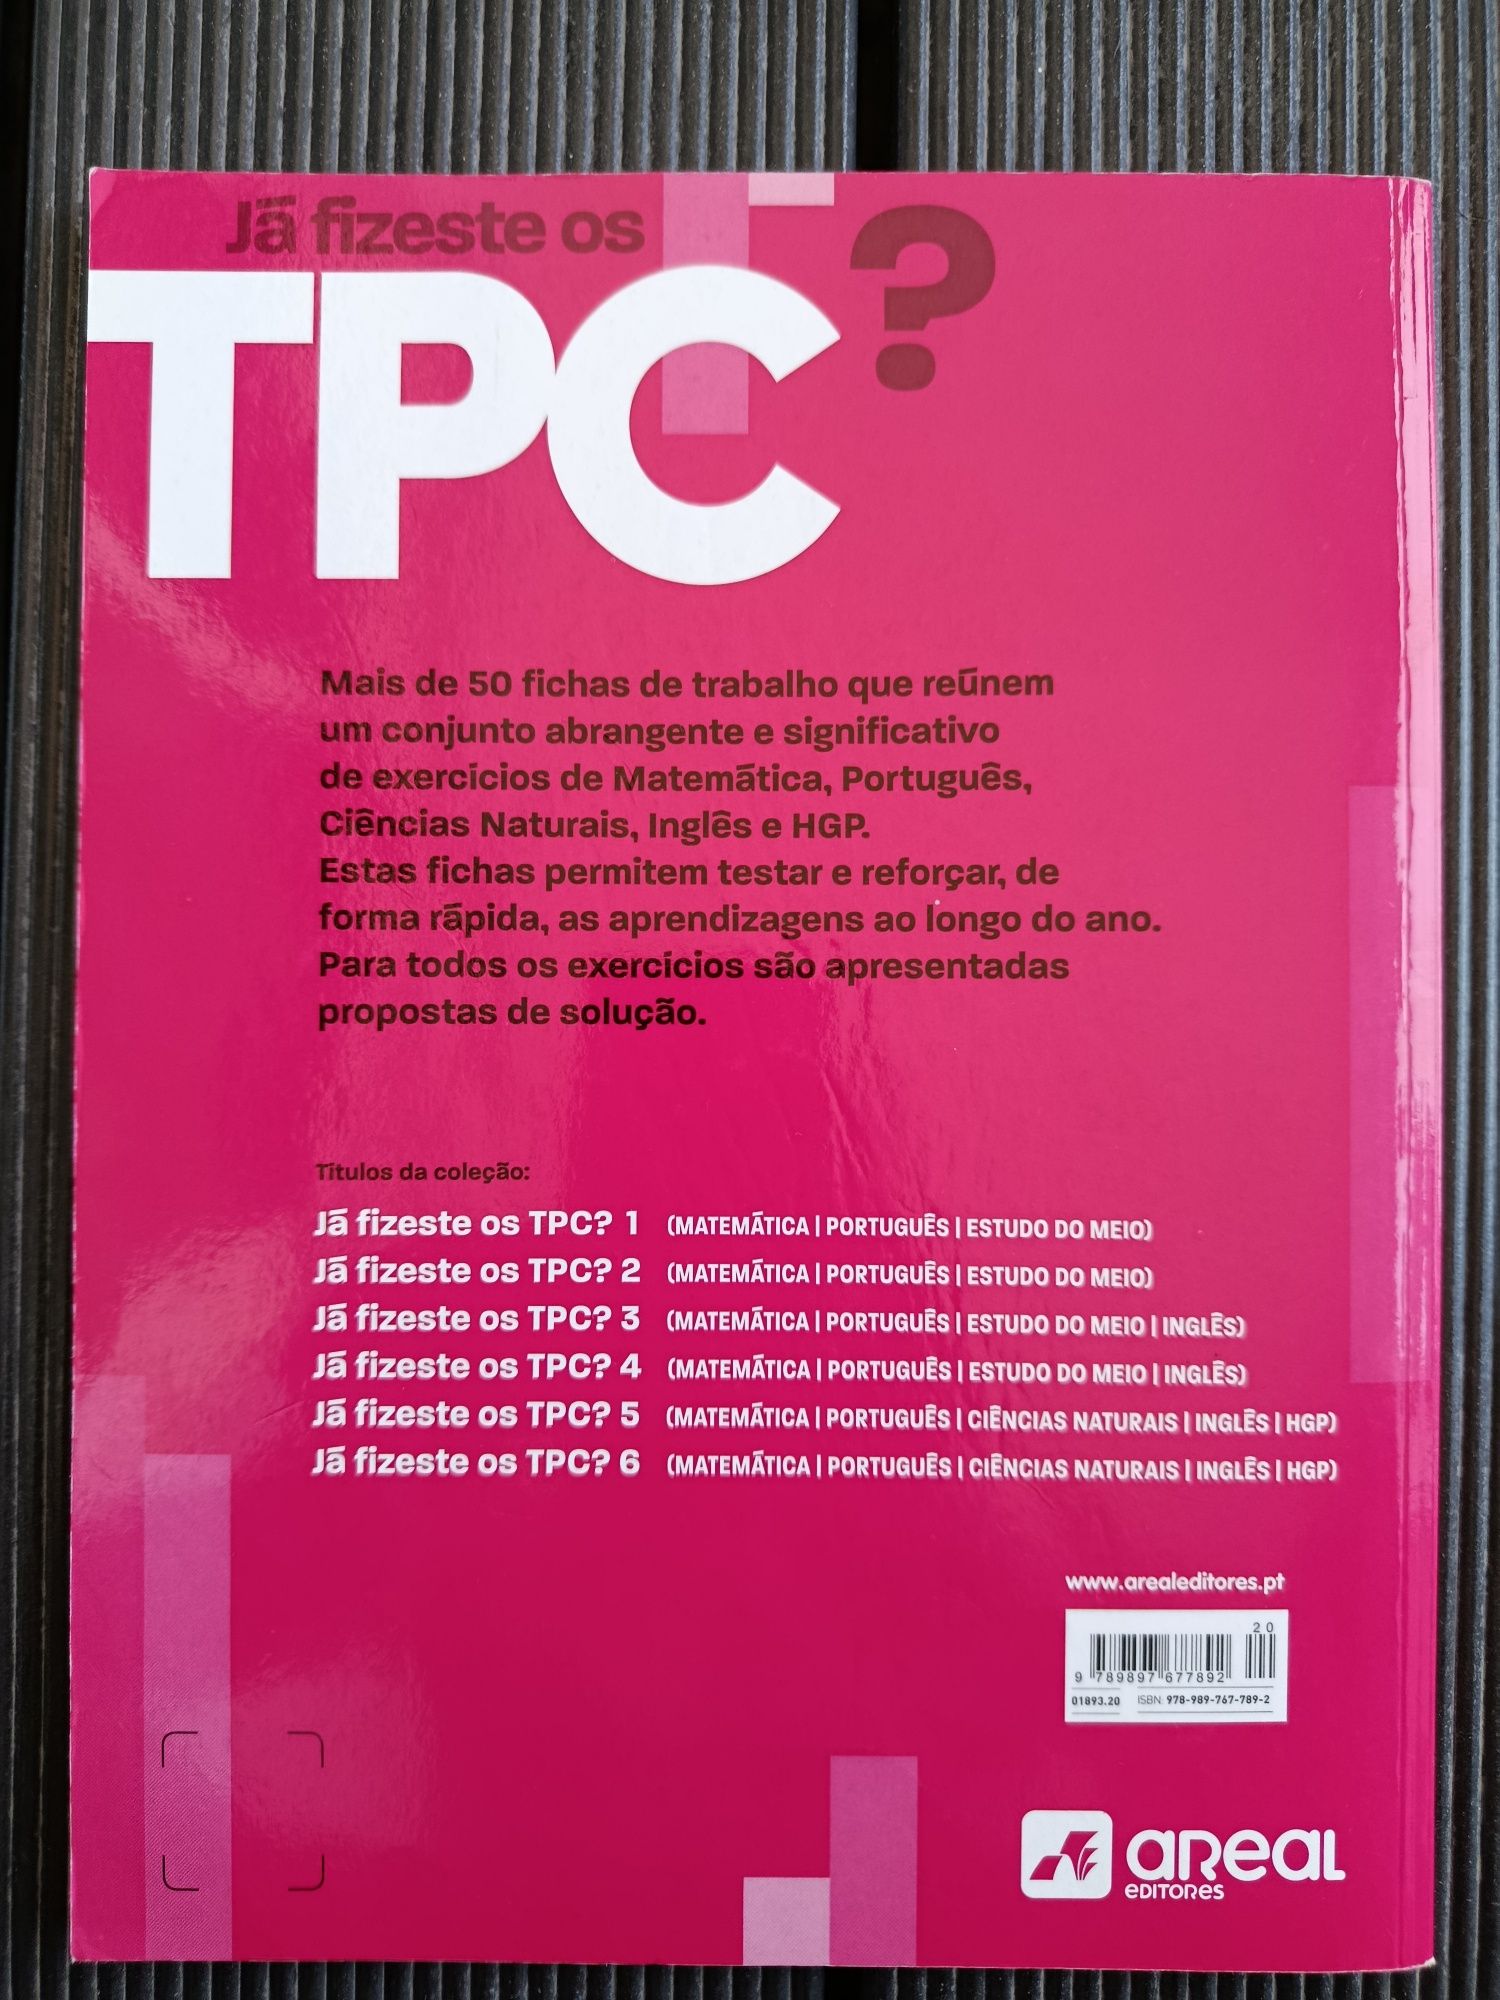 Já fizeste os
TPC?
Mais de 50 fichas de trabalho que reúnem
um conjunto abrangente e significativo
de exercícios de Matemática, Português,
Ciências Naturais, Inglês e HGP.
Estas fichas permitem testar e reforçar, de
forma rápida, as aprendizagens ao longo do ano.
Para todos os exercícios são apresentadas
propostas de solução.
Títulos da coleção:
Já fizeste os TPC? 1 (MATEMÁTICA | PORTUGUÊS | ESTUDO DO MEIO)
Já fizeste os TPC? 2 (MATEMÁTICA | PORTUGUÊS | ESTUDO DO MEIO)
Já fizeste os TPC? 3 (MATEMÁTICA | PORTUGUÊS | ESTUDO DO MEIO | INGLÊS)
Já fizeste os TPC? 4 (MATEMÁTICA | PORTUGUÊS | ESTUDO DO MEIO | INGLÊS)
Já fizeste os TPC? 5 (MATEMÁTICA | PORTUGUÊS | CIÊNCIAS NATURAIS | INGLÊS | HGP)
Já fizeste os TPC? 6 (MATEMÁTICA | PORTUGUÊS | CIÊNCIAS NATURAIS | INGLÊS | HGP)
www.arealeditores.pt
20
9 789897 677892
01893.20 ISBN: 978-989-767-789-2
aReaL
eDITORes